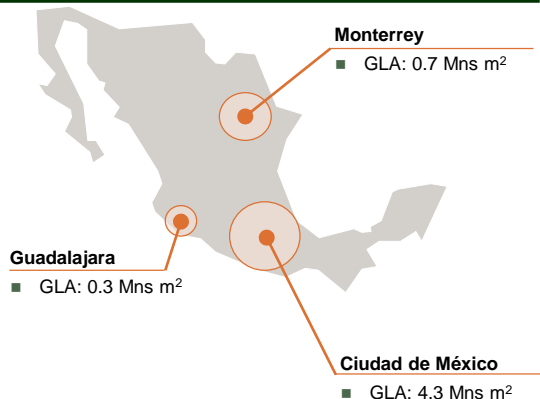 Monterrey
■ GLA: 0.7 Mns m²
Guadalajara
■ GLA: 0.3 Mns m²
Ciudad de México
■ GLA: 4.3 Mns m²